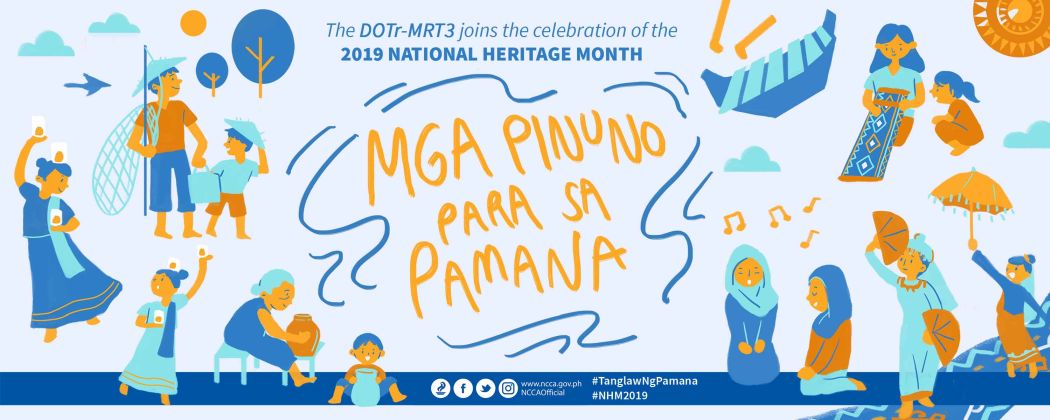 The DOTr-MRT3 joins the celebration of the
2019 NATIONAL HERITAGE MONTH
MGA PINUNO
PARA SA
PAMANA
www.ncca.gov.ph
NCCAOfficial
#TanglawNgPamana
#NHM2019